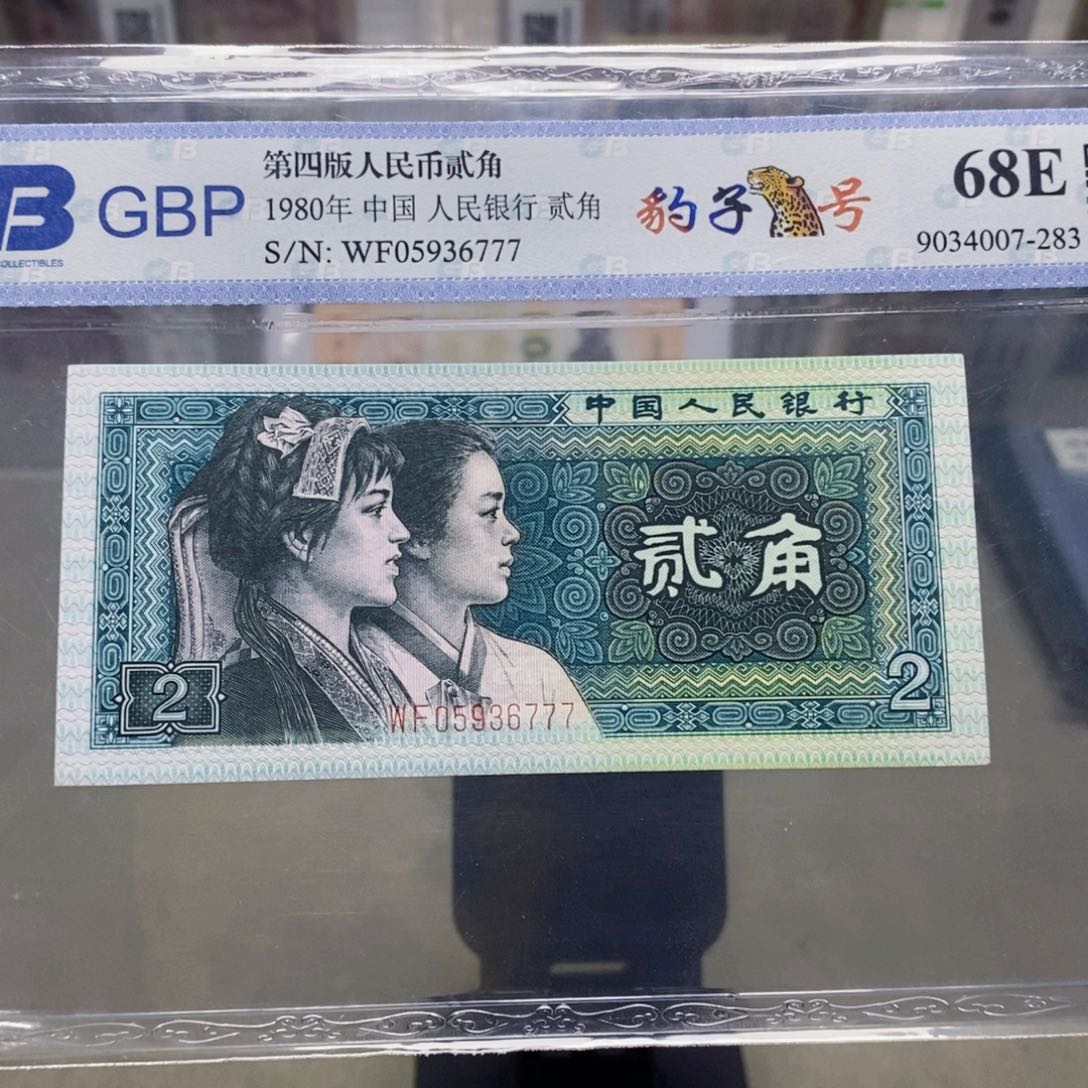 GBP
COLLECTIBLES
第四版人民币贰角
1980年 中国 人民银行 贰角
S/N: WF05936777
豹子号
68E
9034007-283
中国人民银行
贰角
2
WF05936777
2